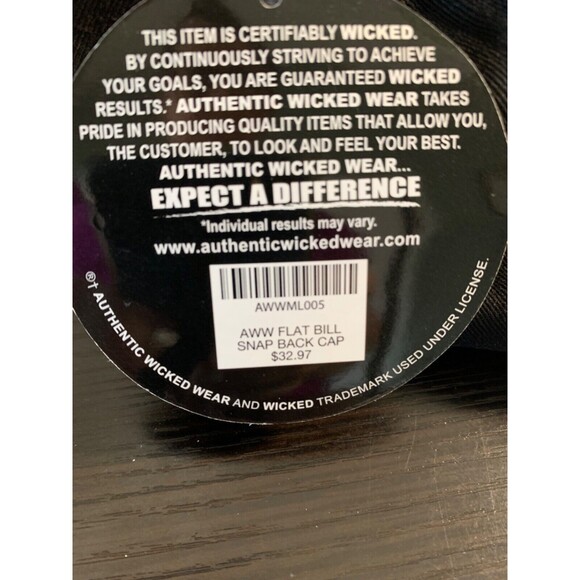 THIS ITEM IS CERTIFIABLY WICKED.
BY CONTINUOUSLY STRIVING TO ACHIEVE
YOUR GOALS, YOU ARE GUARANTEED WICKED
RESULTS.* AUTHENTIC WICKED WEAR TAKES
PRIDE IN PRODUCING QUALITY ITEMS THAT ALLOW YOU,
THE CUSTOMER, TO LOOK AND FEEL YOUR BEST.
AUTHENTIC WICKED WEAR...
EXPECT A DIFFERENCE
*Individual results may vary.
www.authenticwickedwear.com
AWWML005
AWW FLAT BILL
SNAP BACK CAP
$32.97
®† AUTHENTIC WICKED WEAR AND WICKED TRADEMARK USED UNDER LICENSE.